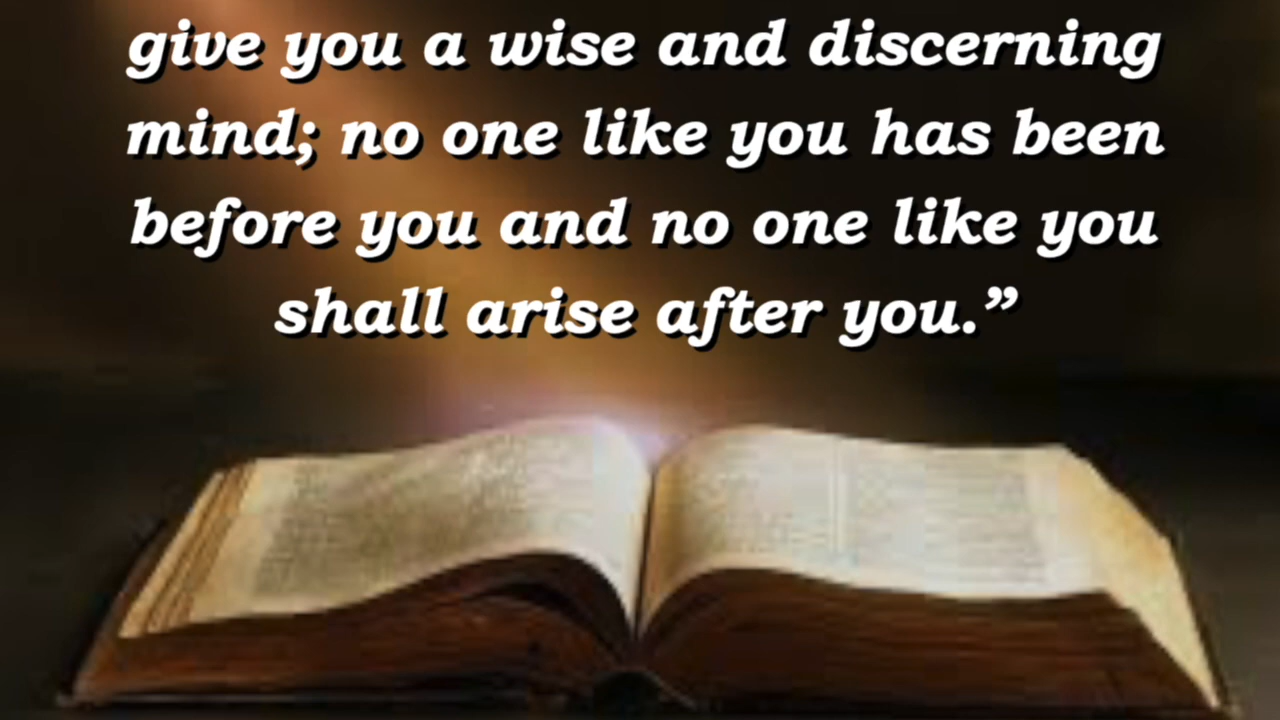 give you a wise and discerning
mind; no one like you has been
before you and no one like you
shall arise after you.”